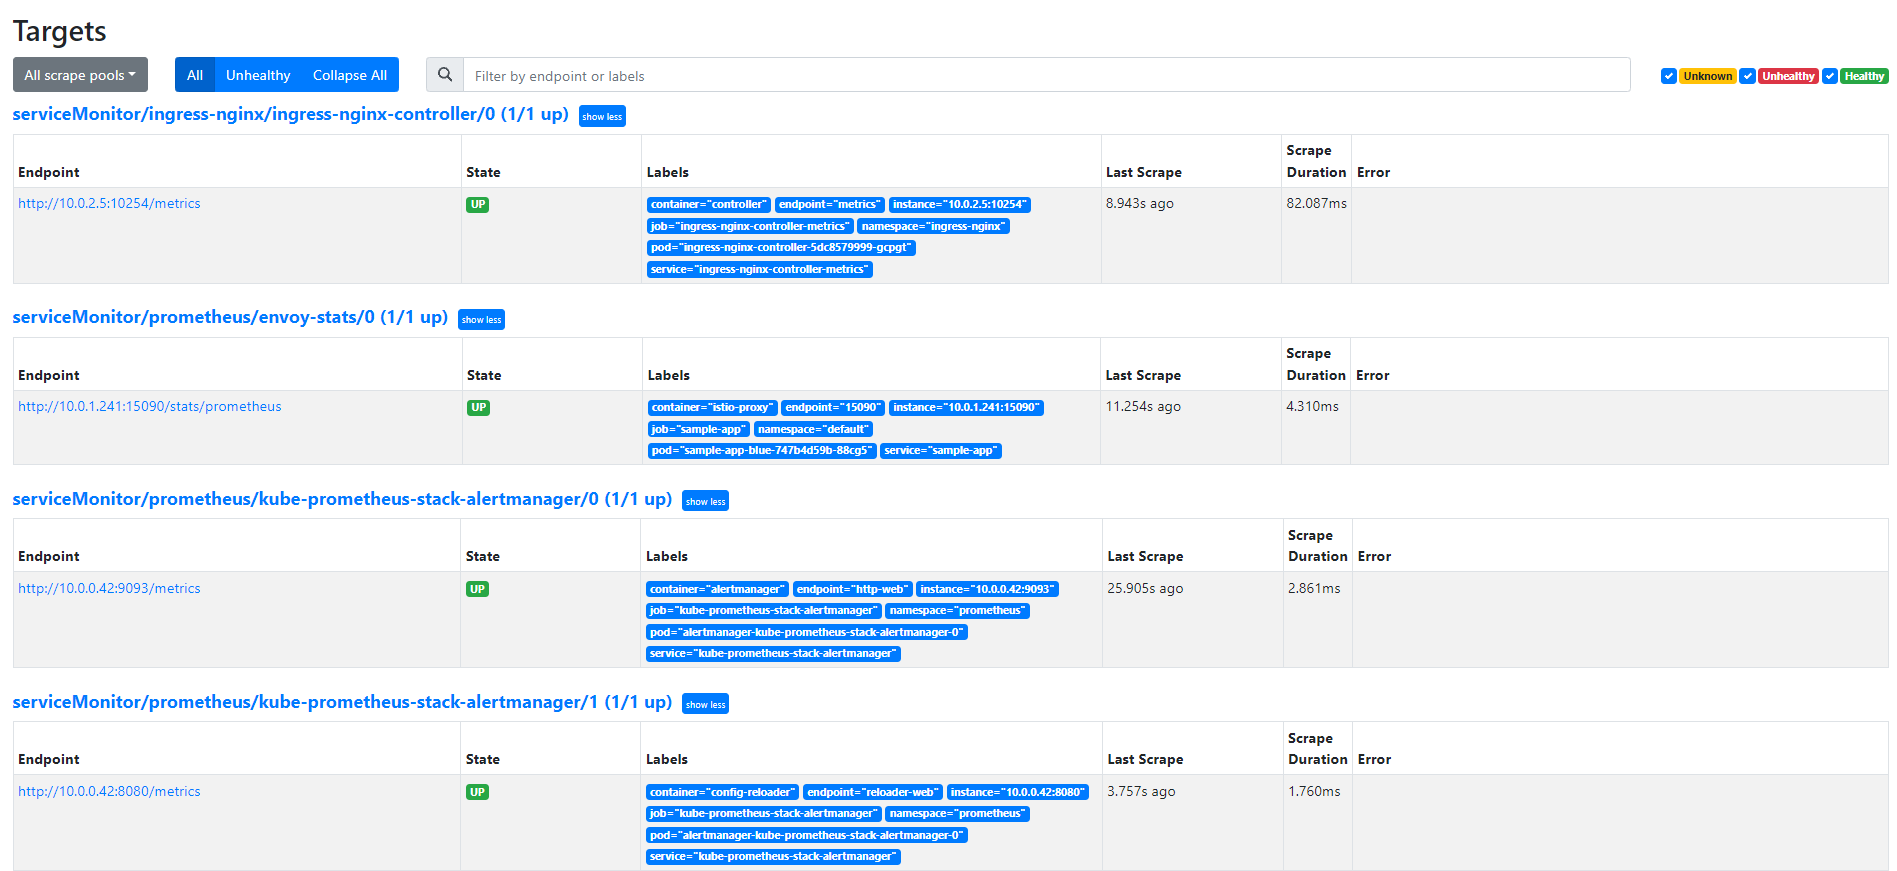 Targets
All scrape pools All Unhealthy Collapse All Filter by endpoint or labels Unknown Unhealthy Healthy
serviceMonitor/ingress-nginx/ingress-nginx-controller/0 (1/1 up) show less
Endpoint State Labels Last Scrape Scrape Duration Error
http://10.0.2.5:10254/metrics UP container="controller" endpoint="metrics" instance="10.0.2.5:10254" 8.943s ago 82.087ms
job="ingress-nginx-controller-metrics" namespace="ingress-nginx"
pod="ingress-nginx-controller-5dc8579999-gcpgt"
service="ingress-nginx-controller-metrics"
serviceMonitor/prometheus/envoy-stats/0 (1/1 up) show less
Endpoint State Labels Last Scrape Scrape Duration Error
http://10.0.1.241:15090/stats/prometheus UP container="istio-proxy" endpoint="15090" instance="10.0.1.241:15090" 11.254s ago 4.310ms
job="sample-app" namespace="default"
pod="sample-app-blue-747b4d59b-88cg5" service="sample-app"
serviceMonitor/prometheus/kube-prometheus-stack-alertmanager/0 (1/1 up) show less
Endpoint State Labels Last Scrape Scrape Duration Error
http://10.0.0.42:9093/metrics UP container="alertmanager" endpoint="http-web" instance="10.0.0.42:9093" 25.905s ago 2.861ms
job="kube-prometheus-stack-alertmanager" namespace="prometheus"
pod="alertmanager-kube-prometheus-stack-alertmanager-0"
service="kube-prometheus-stack-alertmanager"
serviceMonitor/prometheus/kube-prometheus-stack-alertmanager/1 (1/1 up) show less
Endpoint State Labels Last Scrape Scrape Duration Error
http://10.0.0.42:8080/metrics UP container="config-reloader" endpoint="reloader-web" instance="10.0.0.42:8080" 3.757s ago 1.760ms
job="kube-prometheus-stack-alertmanager" namespace="prometheus"
pod="alertmanager-kube-prometheus-stack-alertmanager-0"
service="kube-prometheus-stack-alertmanager"